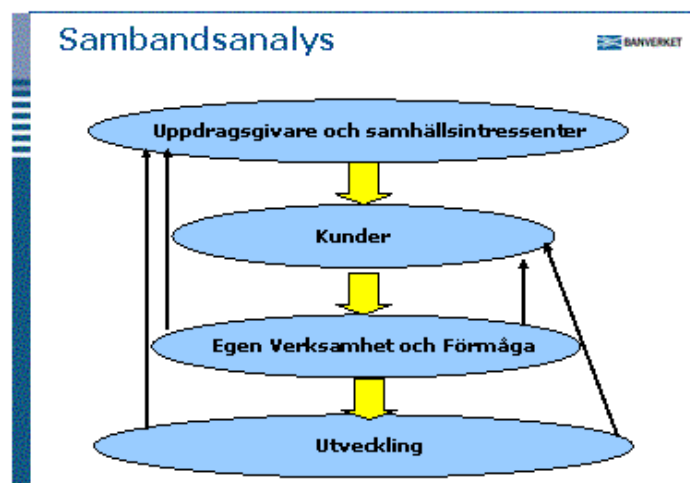 Sambandsanalys
BANVERKET
Uppdragsgivare och samhällsintressenter
Kunder
Egen Verksamhet och Förmåga
Utveckling